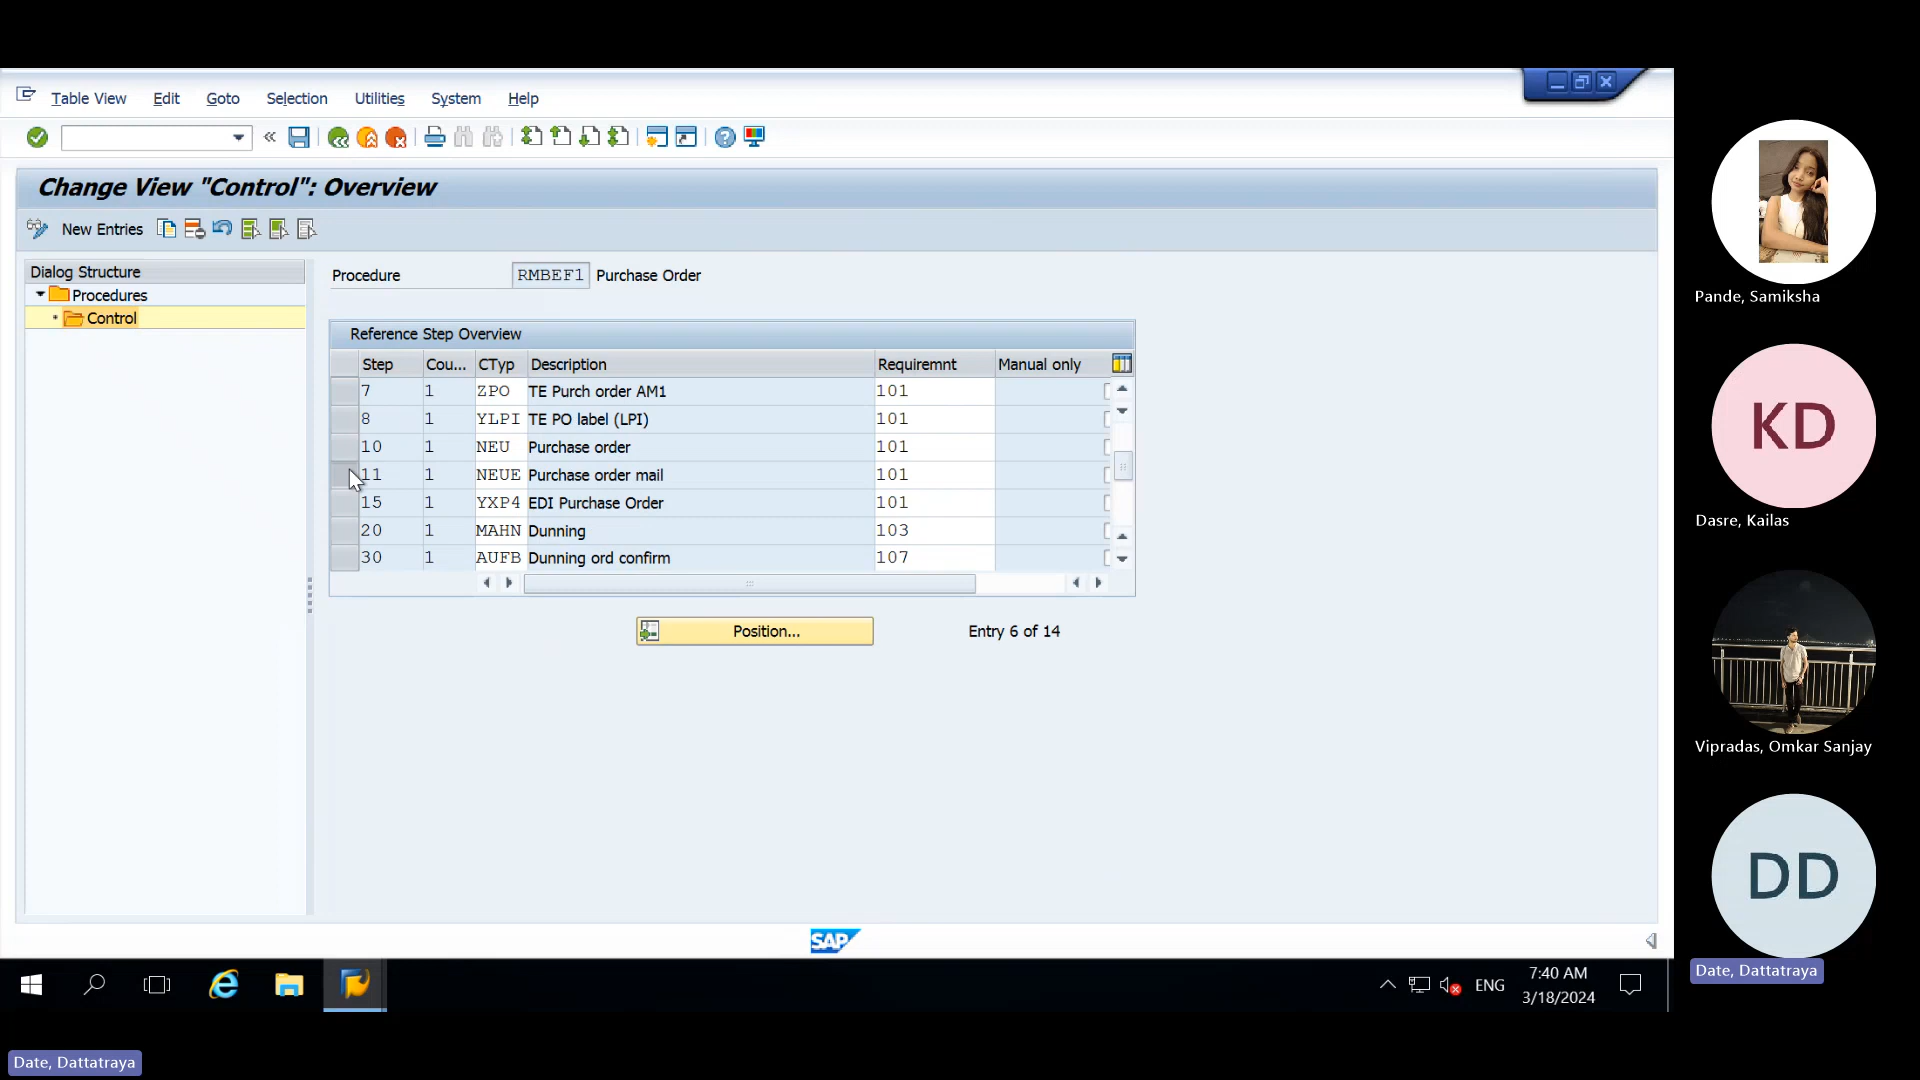 Table View Edit Goto Selection Utilities System Help
Change View "Control": Overview
New Entries
Dialog Structure
Procedures
Control
Procedure RMBEF1 Purchase Order
Reference Step Overview
Step Cou... CTyp Description Requiremnt Manual only
7 1 ZPO TE Purch order AM1 101
8 1 YLPI TE PO label (LPI) 101
10 1 NEU Purchase order 101
11 1 NEUE Purchase order mail 101
15 1 YXP4 EDI Purchase Order 101
20 1 MAHN Dunning 103
30 1 AUFB Dunning ord confirm 107
Position... Entry 6 of 14
SAP
ENG
7:40 AM
3/18/2024
Pande, Samiksha
KD
Dasre, Kailas
Vipradas, Omkar Sanjay
DD
Date, Dattatraya
Date, Dattatraya